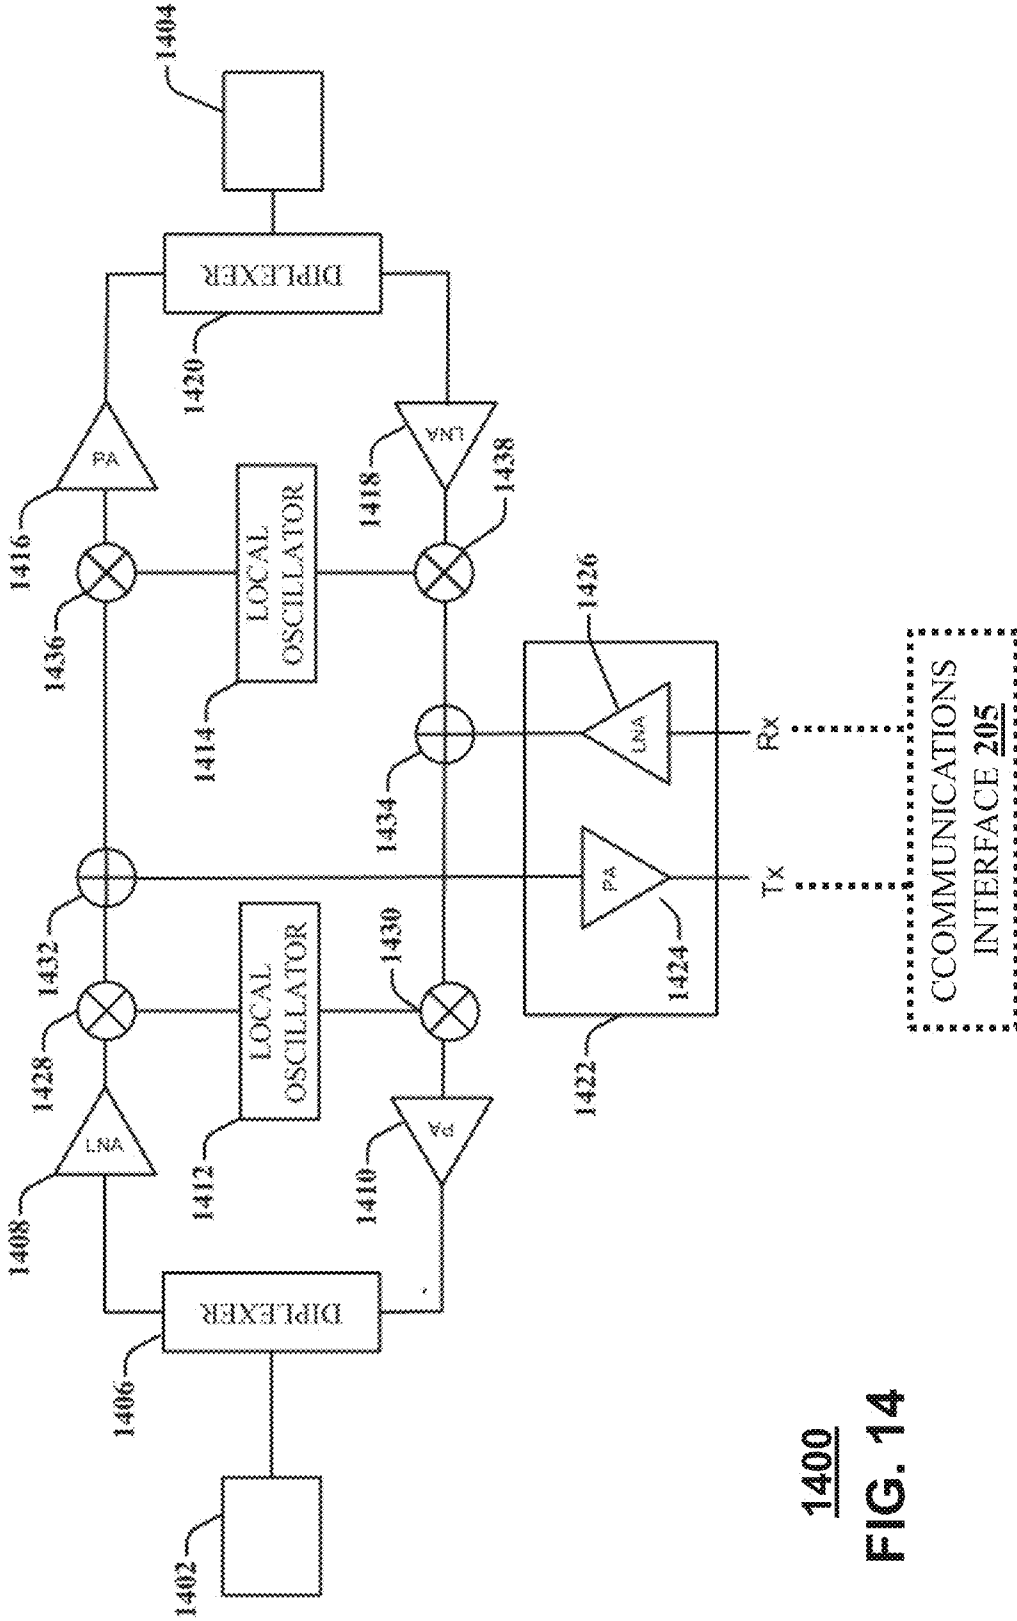 1404
1416
PA
1436
1420
DIPLEXER
1414
LOCAL
OSCILLATOR
1418
LNA
1438
1432
1434
1426
LNA
Rx
1428
1412
LOCAL
OSCILLATOR
1430
PA
1424
Tx
1422
CCOMMUNICATIONS
INTERFACE 205
1408
LNA
1410
PA
1406
DIPLEXER
1402
1400
FIG. 14